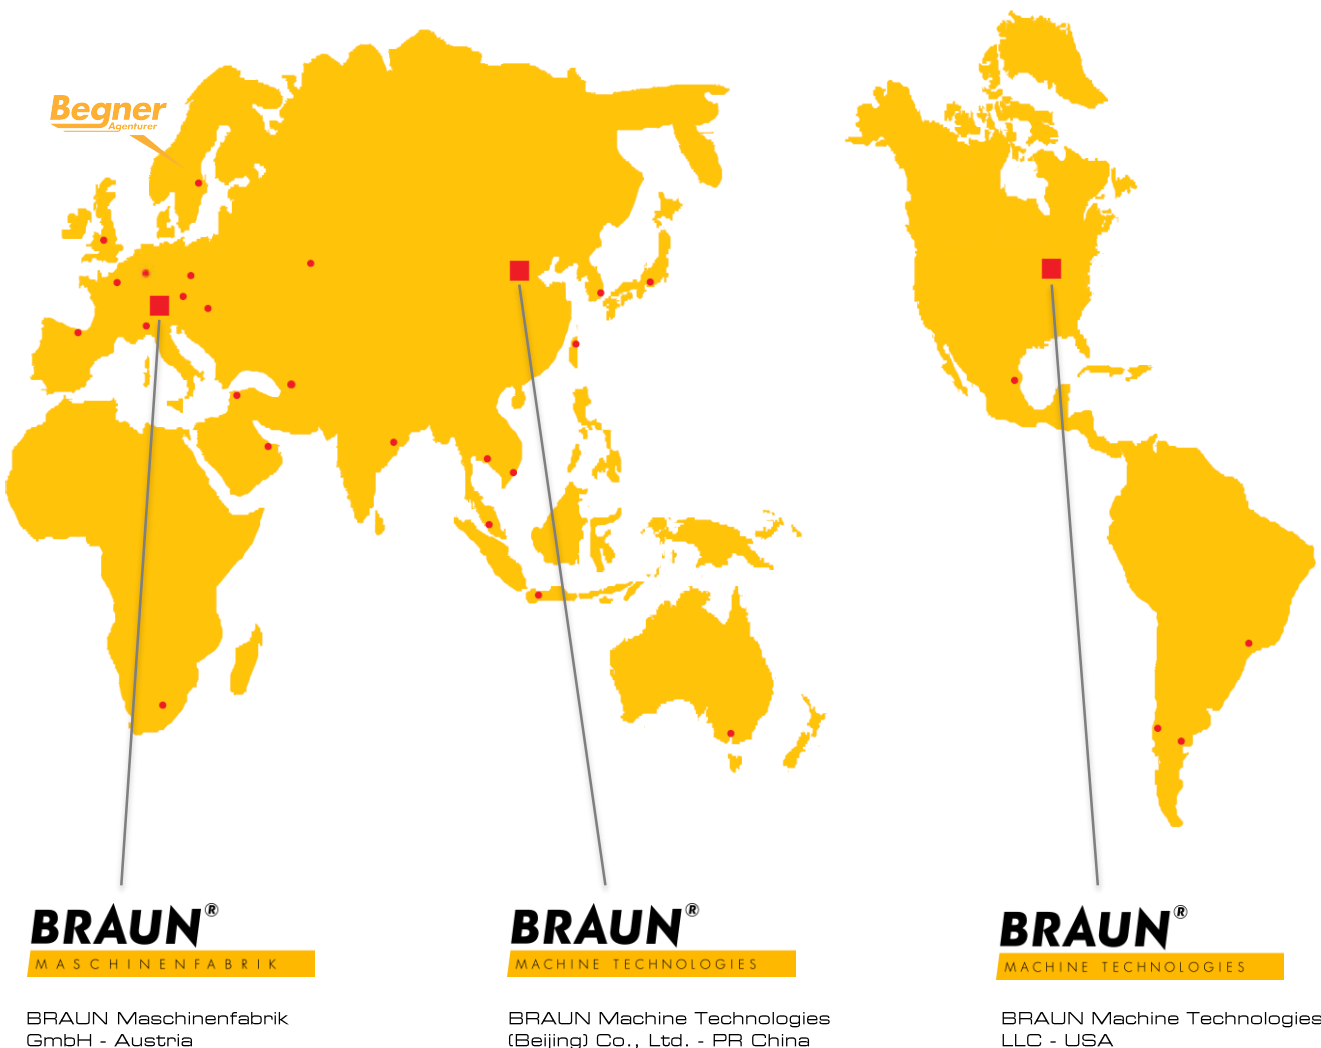 Begner
Agenturer
BRAUN®
MASCHINENFABRIK
BRAUN Maschinenfabrik
GmbH - Austria
BRAUN®
MACHINE TECHNOLOGIES
BRAUN Machine Technologies
(Beijing) Co., Ltd. - PR China
BRAUN®
MACHINE TECHNOLOGIES
BRAUN Machine Technologies
LLC - USA